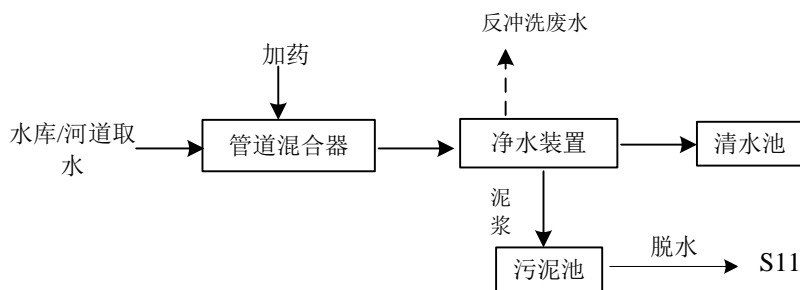 反冲洗废水
加药
水库/河道取
水
管道混合器
净水装置
清水池
泥
浆
脱水
污泥池
S11